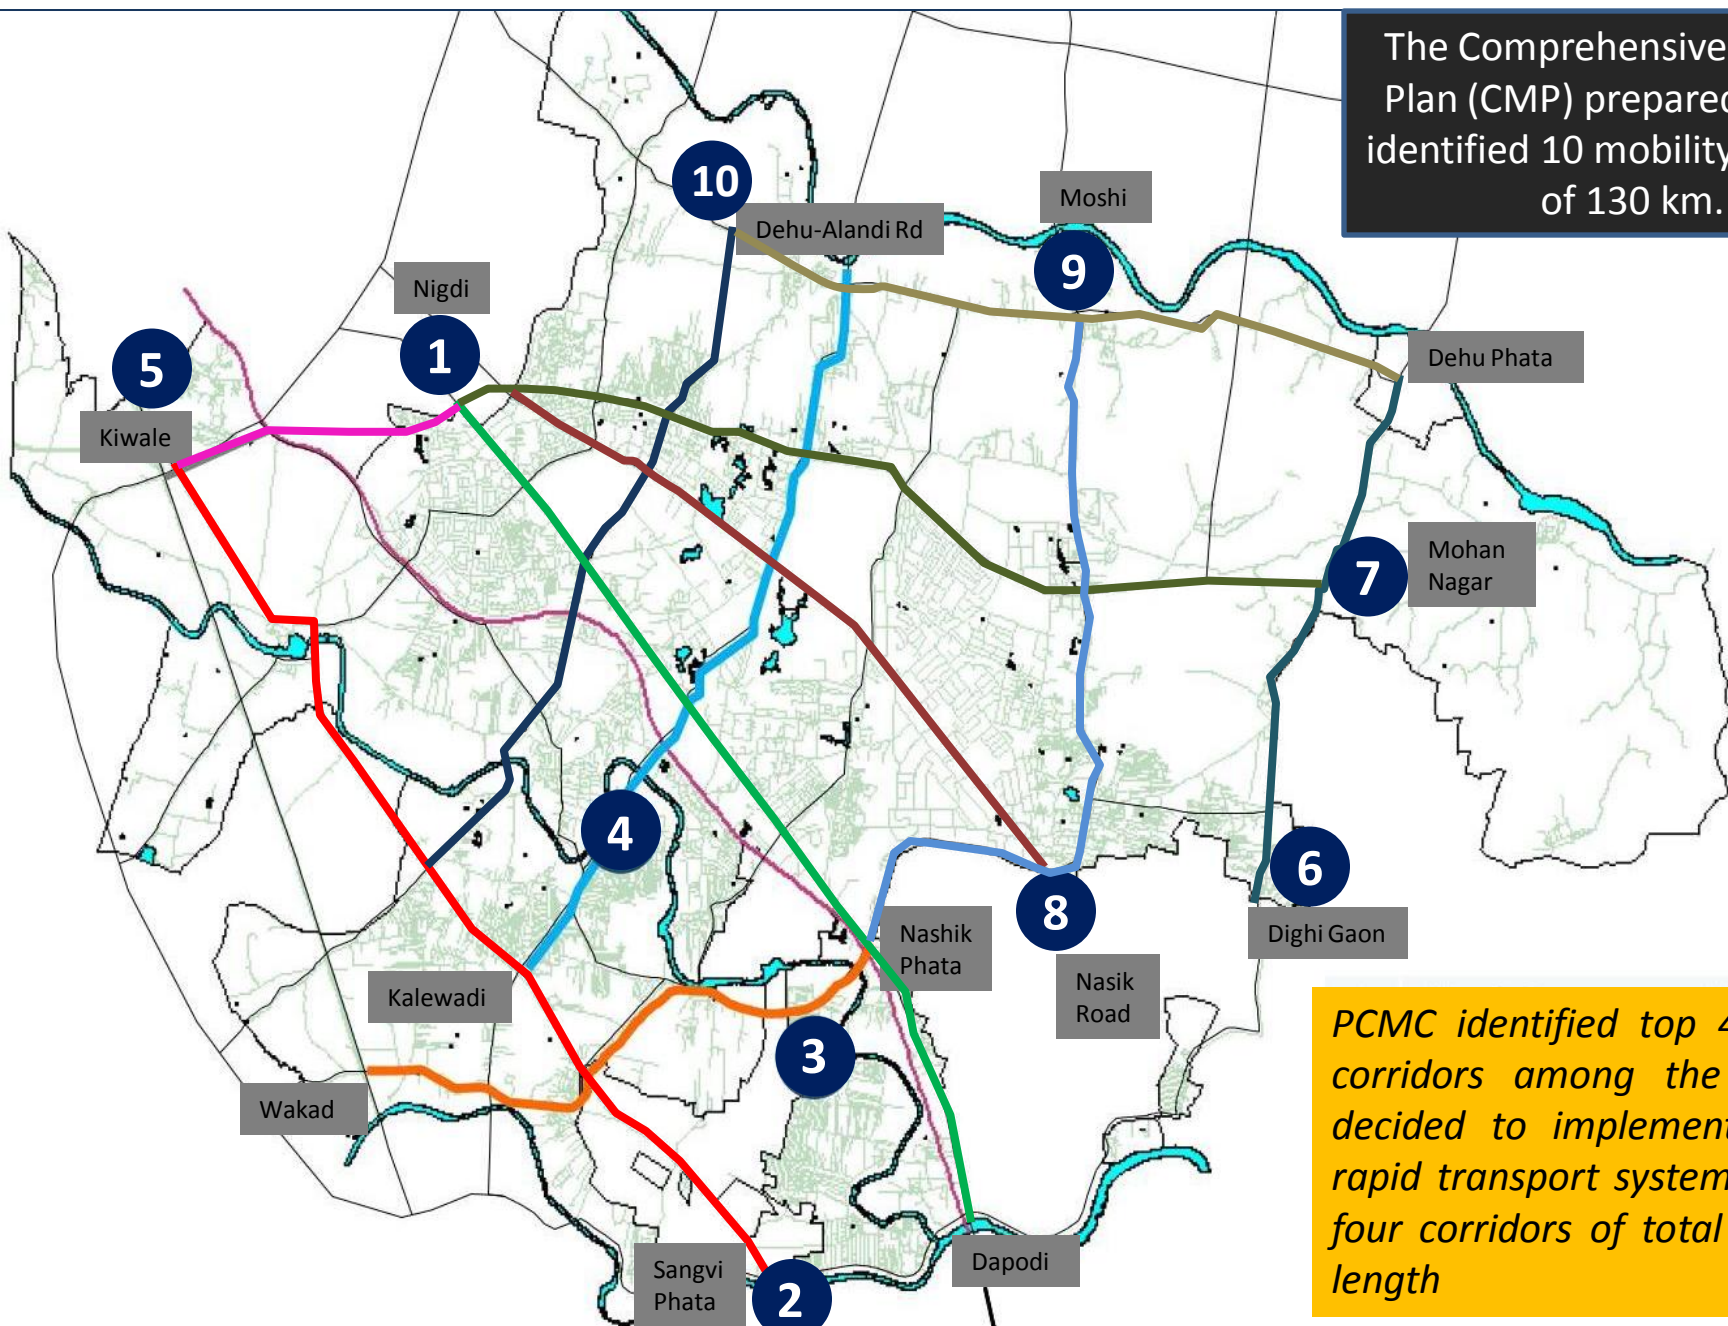 The Comprehensive
Plan (CMP) prepared
identified 10 mobility
of 130 km.
10
Moshi
Dehu-Alandi Rd
9
Nigdi
5
1
Dehu Phata
Kiwale
7
Mohan
Nagar
4
6
8
Nashik
Phata
Dighi Gaon
Kalewadi
Nasik
Road
3
Wakad
PCMC identified top 4
corridors among the
decided to implement
rapid transport system
four corridors of total
length
Sangvi
Phata
2
Dapodi